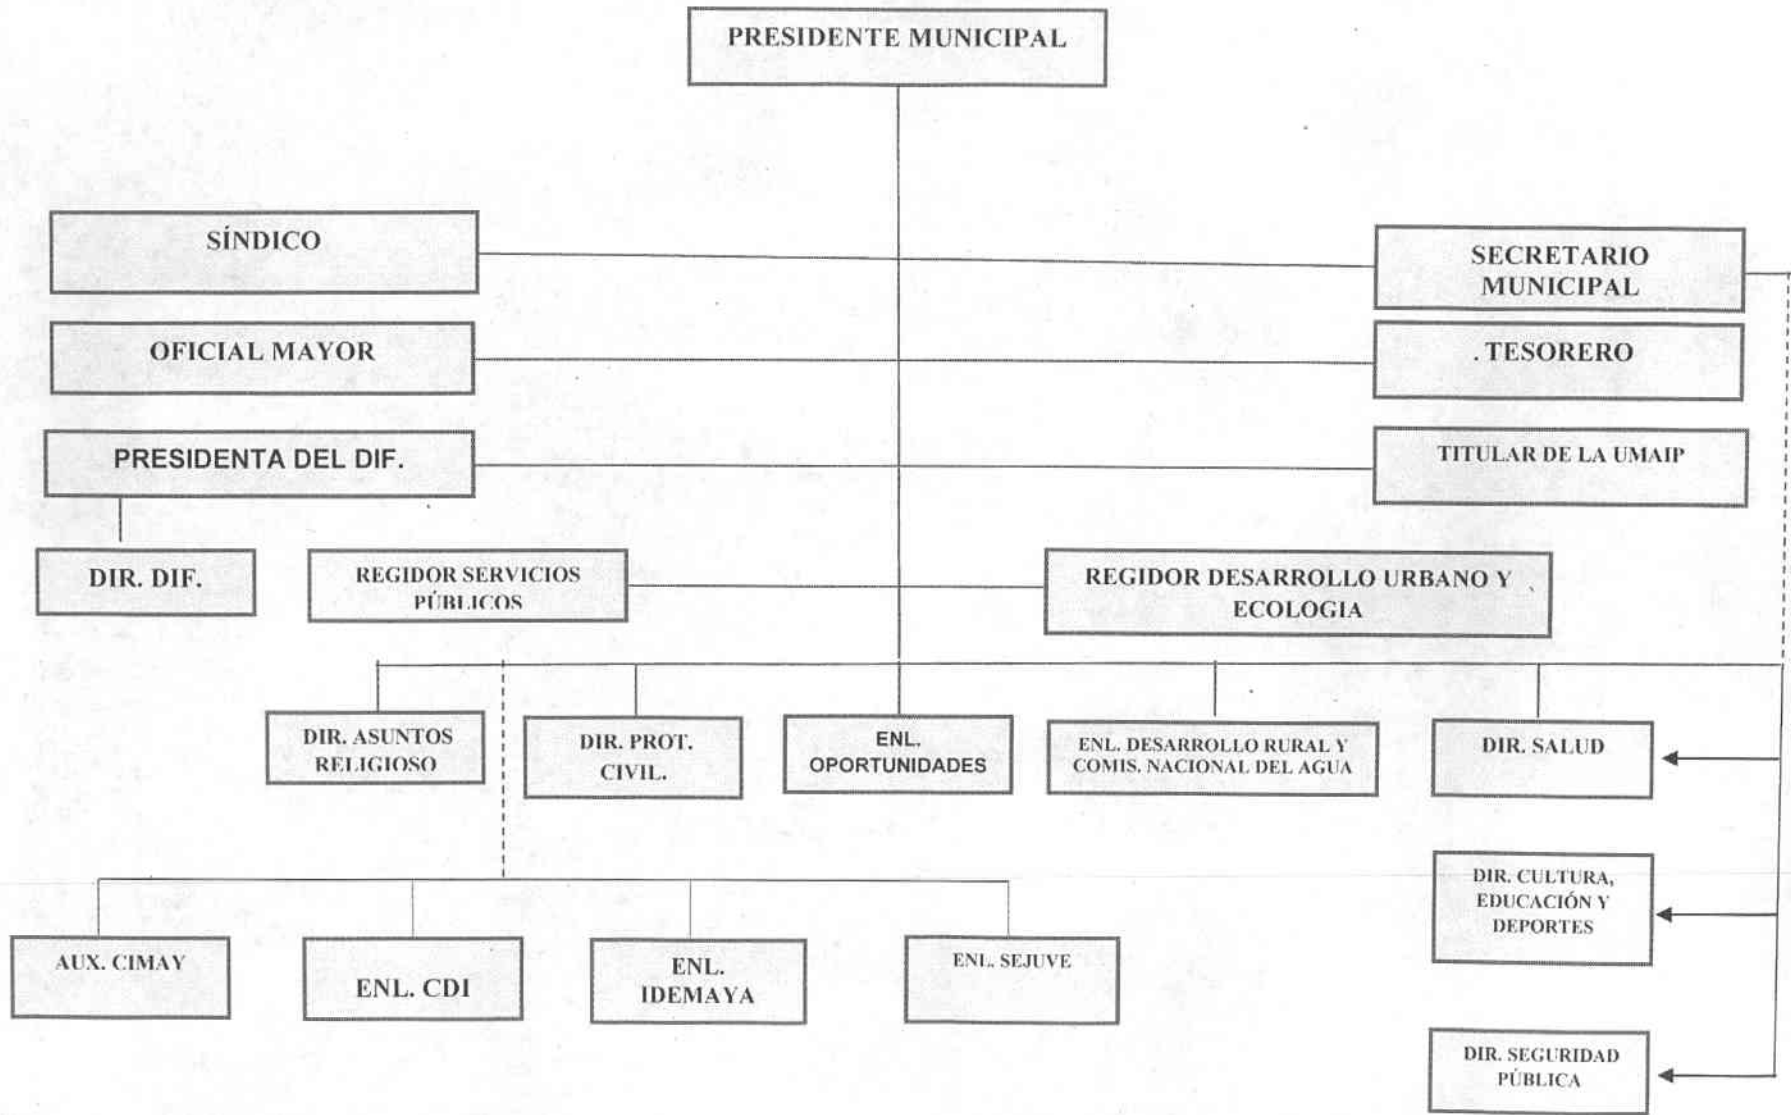 PRESIDENTE MUNICIPAL
SÍNDICO
SECRETARIO
MUNICIPAL
OFICIAL MAYOR
. TESORERO
PRESIDENTA DEL DIF.
TITULAR DE LA UMAIP
DIR. DIF.
REGIDOR SERVICIOS
PÚBLICOS
REGIDOR DESARROLLO URBANO Y
ECOLOGIA
DIR. ASUNTOS
RELIGIOSO
DIR. PROT.
CIVIL.
ENL.
OPORTUNIDADES
ENL. DESARROLLO RURAL Y
COMIS. NACIONAL DEL AGUA
DIR. SALUD
DIR. CULTURA,
EDUCACIÓN Y
DEPORTES
AUX. CIMAY
ENL. CDI
ENL.
IDEMAYA
ENL. SEJUVE
DIR. SEGURIDAD
PÚBLICA